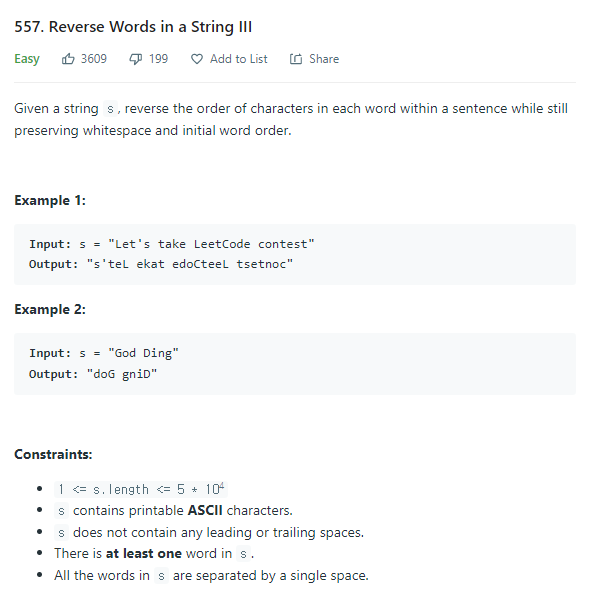 557. Reverse Words in a String III
Easy 3609 199 Add to List Share
Given a string s, reverse the order of characters in each word within a sentence while still
preserving whitespace and initial word order.
Example 1:
Input: s = "Let's take LeetCode contest"
Output: "s'teL ekat edoCteeL tsetnoc"
Example 2:
Input: s = "God Ding"
Output: "doG gniD"
Constraints:
• 1 <= s.length <= 5 * 10⁴
• s contains printable ASCII characters.
• s does not contain any leading or trailing spaces.
• There is at least one word in s.
• All the words in s are separated by a single space.